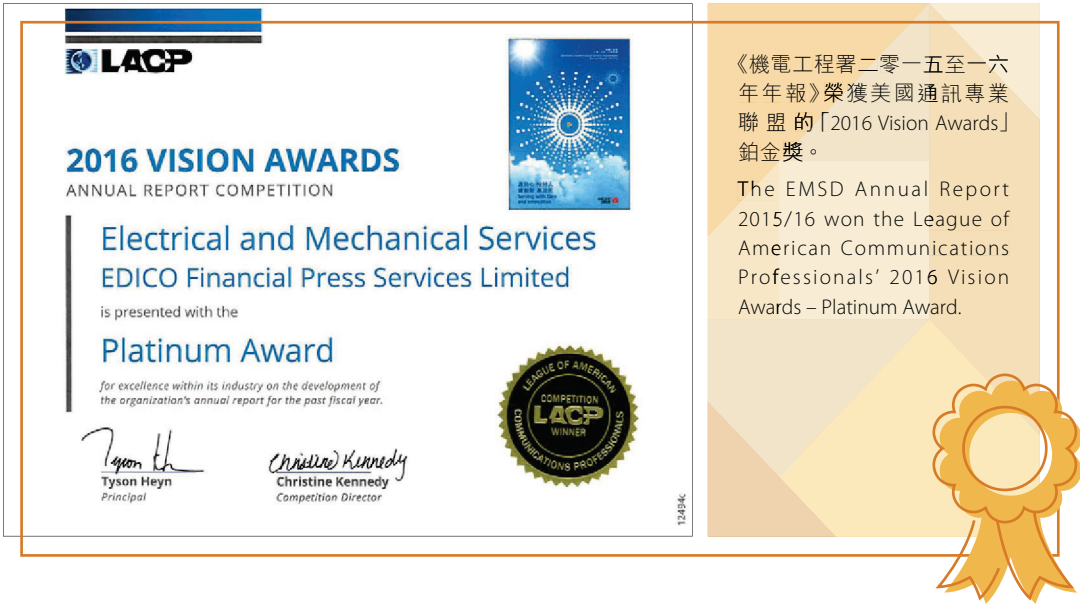 LACP
2016 VISION AWARDS
ANNUAL REPORT COMPETITION
Electrical and Mechanical Services
EDICO Financial Press Services Limited
is presented with the
Platinum Award
for excellence within its industry on the development of
the organization's annual report for the past fiscal year.
Tyson Heyn
Principal
Christine Kennedy
Christine Kennedy
Competition Director
LEAGUE OF AMERICAN
COMMUNICATIONS PROFESSIONALS
COMPETITION
LACP
WINNER
12494c
《機電工程署二零一五至一六
年年報》榮獲美國通訊專業
聯盟的「2016 Vision Awards」
鉑金獎。
The EMSD Annual Report
2015/16 won the League of
American Communications
Professionals' 2016 Vision
Awards – Platinum Award.